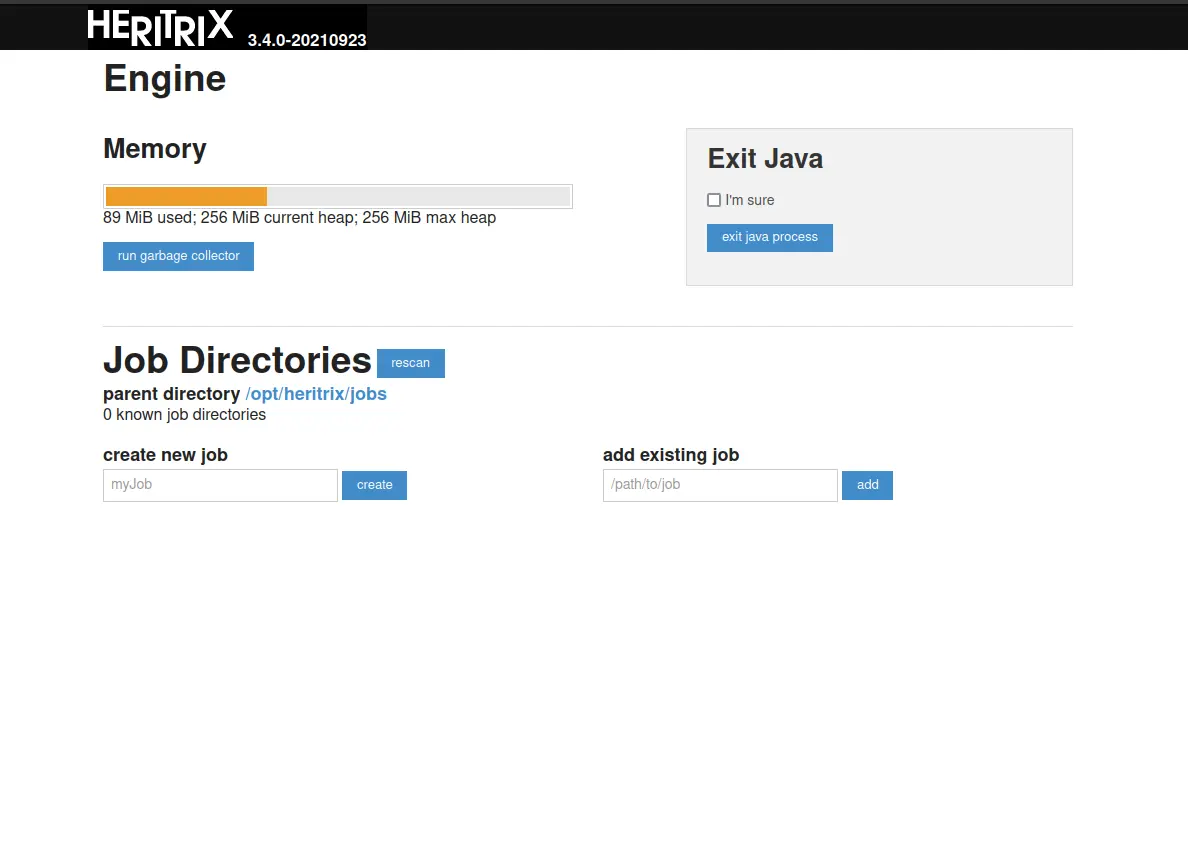 HERITRIX 3.4.0-20210923
Engine
Memory
89 MiB used; 256 MiB current heap; 256 MiB max heap
run garbage collector
Exit Java
I'm sure
exit java process
Job Directories rescan
parent directory /opt/heritrix/jobs
0 known job directories
create new job
myJob create
add existing job
/path/to/job add